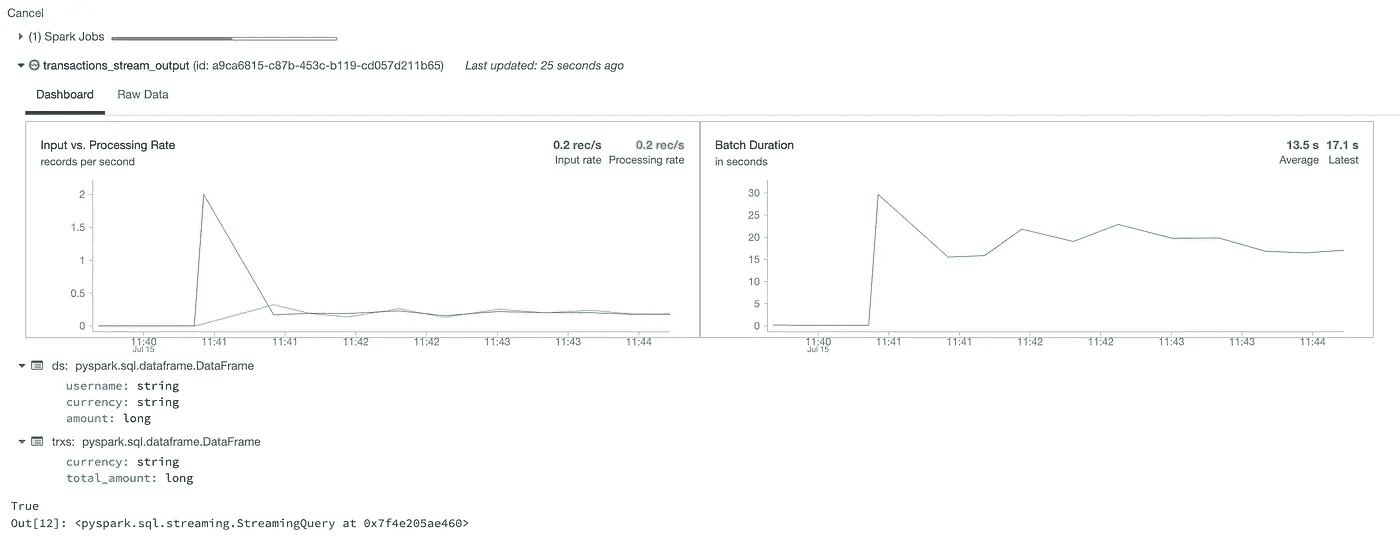 Cancel
(1) Spark Jobs
transactions_stream_output (id: a9ca6815-c87b-453c-b119-cd057d211b65) Last updated: 25 seconds ago
Dashboard Raw Data
Input vs. Processing Rate
records per second
0.2 rec/s 0.2 rec/s
Input rate Processing rate
2
1.5
1
0.5
0
11:40 11:41 11:41 11:42 11:42 11:43 11:43 11:44
Jul 15
Batch Duration
in seconds
13.5 s 17.1 s
Average Latest
30
25
20
15
10
5
0
11:40 11:41 11:41 11:42 11:42 11:43 11:43 11:44
Jul 15
ds: pyspark.sql.dataframe.DataFrame
username: string
currency: string
amount: long
trxs: pyspark.sql.dataframe.DataFrame
currency: string
total_amount: long
True
Out[12]: <pyspark.sql.streaming.StreamingQuery at 0x7f4e205ae460>